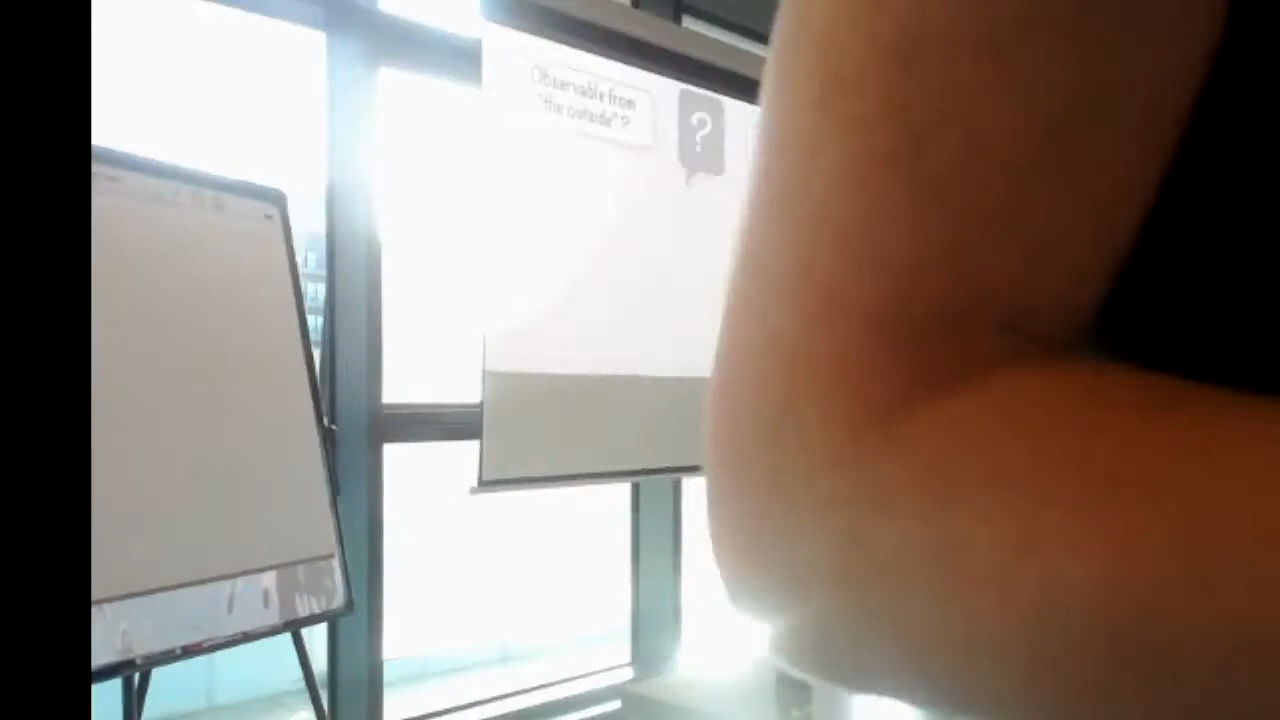 Observable from
"the outside" ?
?